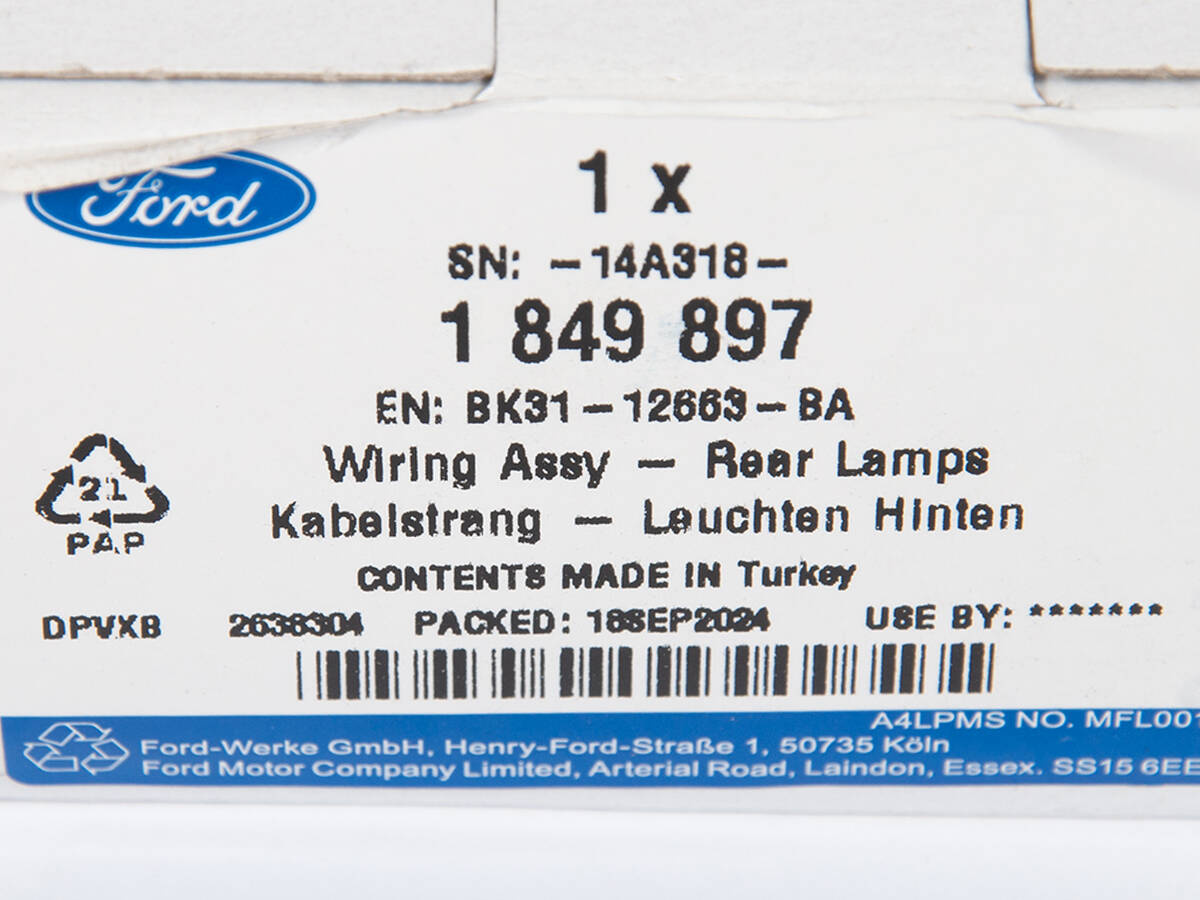 Ford
1 x
SN: -14A318-
1 849 897
EN: BK31-12663-BA
Wiring Assy - Rear Lamps
Kabelstrang - Leuchten Hinten
21
PAP
CONTENTS MADE IN Turkey
DPVXB 2638304 PACKED: 18SEP2024 USE BY: *******
A4LPMS NO. MFL007
Ford-Werke GmbH, Henry-Ford-Straße 1, 50735 Köln
Ford Motor Company Limited, Arterial Road, Laindon, Essex. SS15 6EE